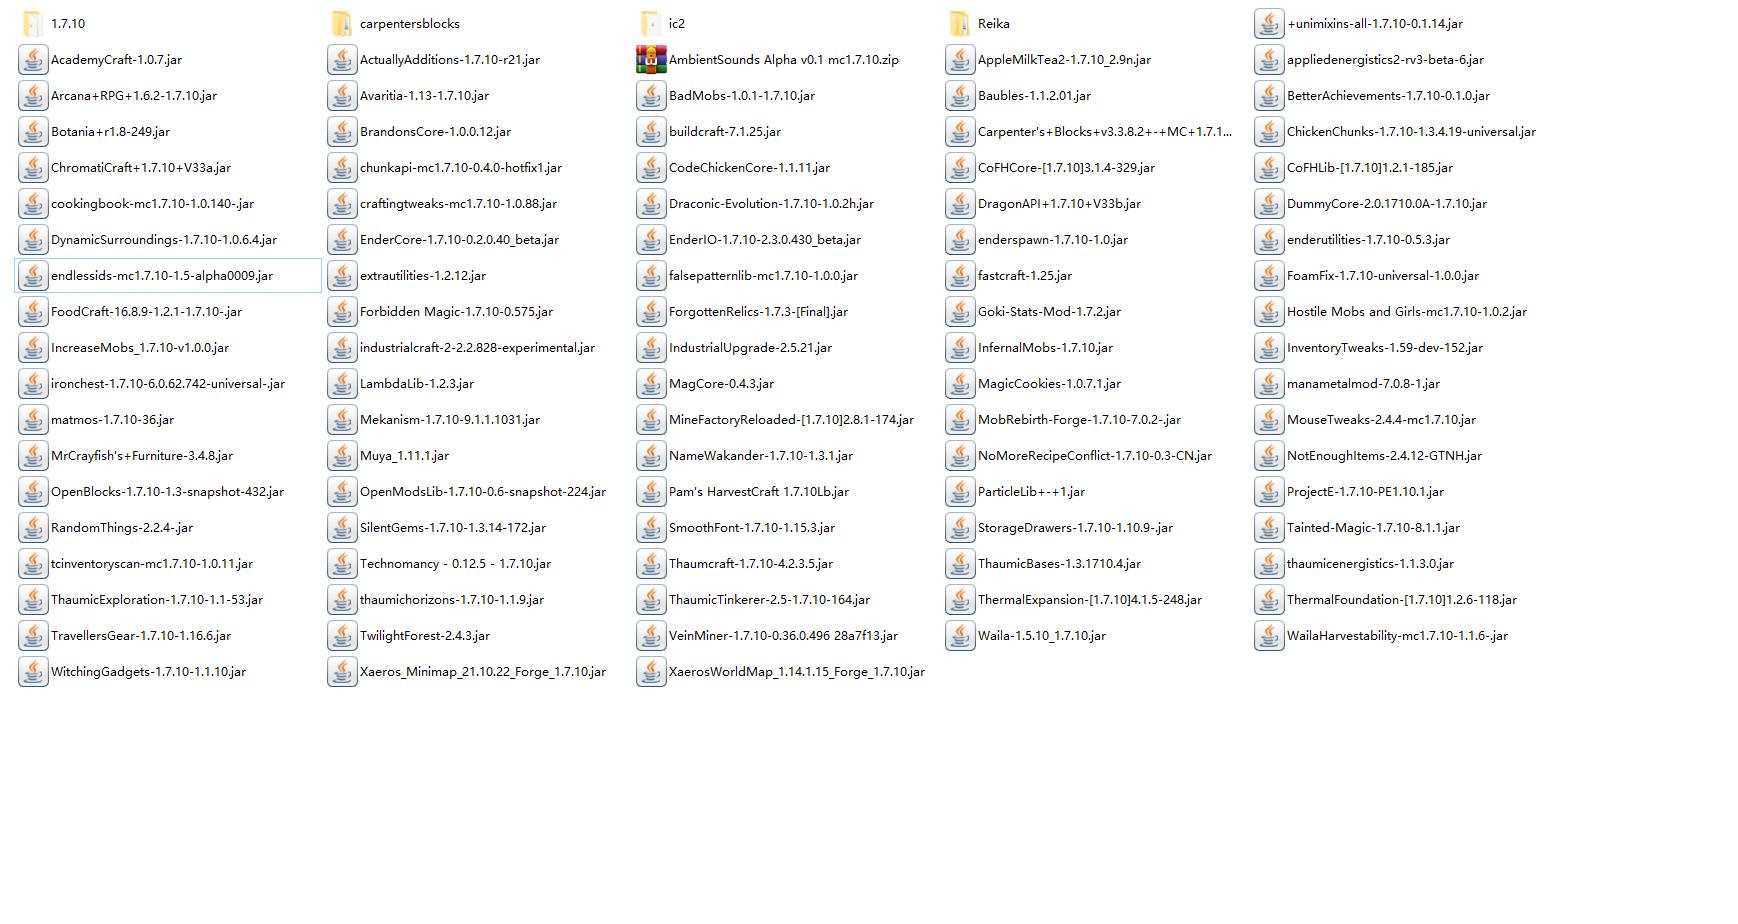 1.7.10 carpentersblocks ic2 Reika +unimixins-all-1.7.10-0.1.14.jar
AcademyCraft-1.0.7.jar ActuallyAdditions-1.7.10-r21.jar AmbientSounds Alpha v0.1 mc1.7.10.zip AppleMilkTea2-1.7.10_2.9n.jar appliedenergistics2-rv3-beta-6.jar
Arcana+RPG+1.6.2-1.7.10.jar Avaritia-1.13-1.7.10.jar BadMobs-1.0.1-1.7.10.jar Baubles-1.1.2.01.jar BetterAchievements-1.7.10-0.1.0.jar
Botania+r1.8-249.jar BrandonsCore-1.0.0.12.jar buildcraft-7.1.25.jar Carpenter's+Blocks+v3.3.8.2+-+MC+1.7.1... ChickenChunks-1.7.10-1.3.4.19-universal.jar
ChromatiCraft+1.7.10+V33a.jar chunkapi-mc1.7.10-0.4.0-hotfix1.jar CodeChickenCore-1.1.11.jar CoFHCore-[1.7.10]3.1.4-329.jar CoFHLib-[1.7.10]1.2.1-185.jar
cookingbook-mc1.7.10-1.0.140-.jar craftingtweaks-mc1.7.10-1.0.88.jar Draconic-Evolution-1.7.10-1.0.2h.jar DragonAPI+1.7.10+V33b.jar DummyCore-2.0.1710.0A-1.7.10.jar
DynamicSurroundings-1.7.10-1.0.6.4.jar EnderCore-1.7.10-0.2.0.40_beta.jar EnderIO-1.7.10-2.3.0.430_beta.jar enderspawn-1.7.10-1.0.jar enderutilities-1.7.10-0.5.3.jar
endlessids-mc1.7.10-1.5-alpha0009.jar extrautilities-1.2.12.jar falsepatternlib-mc1.7.10-1.0.0.jar fastcraft-1.25.jar FoamFix-1.7.10-universal-1.0.0.jar
FoodCraft-16.8.9-1.2.1-1.7.10-.jar Forbidden Magic-1.7.10-0.575.jar ForgottenRelics-1.7.3-[Final].jar Goki-Stats-Mod-1.7.2.jar Hostile Mobs and Girls-mc1.7.10-1.0.2.jar
IncreaseMobs_1.7.10-v1.0.0.jar industrialcraft-2-2.2.828-experimental.jar IndustrialUpgrade-2.5.21.jar InfernalMobs-1.7.10.jar InventoryTweaks-1.59-dev-152.jar
ironchest-1.7.10-6.0.62.742-universal-.jar LambdaLib-1.2.3.jar MagCore-0.4.3.jar MagicCookies-1.0.7.1.jar manametalmod-7.0.8-1.jar
matmos-1.7.10-36.jar Mekanism-1.7.10-9.1.1.1031.jar MineFactoryReloaded-[1.7.10]2.8.1-174.jar MobRebirth-Forge-1.7.10-7.0.2-.jar MouseTweaks-2.4.4-mc1.7.10.jar
MrCrayfish's+Furniture-3.4.8.jar Muya_1.11.1.jar NameWakander-1.7.10-1.3.1.jar NoMoreRecipeConflict-1.7.10-0.3-CN.jar NotEnoughItems-2.4.12-GTNH.jar
OpenBlocks-1.7.10-1.3-snapshot-432.jar OpenModsLib-1.7.10-0.6-snapshot-224.jar Pam's HarvestCraft 1.7.10Lb.jar ParticleLib+-+1.jar ProjectE-1.7.10-PE1.10.1.jar
RandomThings-2.2.4-.jar SilentGems-1.7.10-1.3.14-172.jar SmoothFont-1.7.10-1.15.3.jar StorageDrawers-1.7.10-1.10.9-.jar Tainted-Magic-1.7.10-8.1.1.jar
tcinventoryscan-mc1.7.10-1.0.11.jar Technomancy - 0.12.5 - 1.7.10.jar Thaumcraft-1.7.10-4.2.3.5.jar ThaumicBases-1.3.1710.4.jar thaumicenergistics-1.1.3.0.jar
ThaumicExploration-1.7.10-1.1-53.jar thaumichorizons-1.7.10-1.1.9.jar ThaumicTinkerer-2.5-1.7.10-164.jar ThermalExpansion-[1.7.10]4.1.5-248.jar ThermalFoundation-[1.7.10]1.2.6-118.jar
TravellersGear-1.7.10-1.16.6.jar TwilightForest-2.4.3.jar VeinMiner-1.7.10-0.36.0.496 28a7f13.jar Waila-1.5.10_1.7.10.jar WailaHarvestability-mc1.7.10-1.1.6-.jar
WitchingGadgets-1.7.10-1.1.10.jar Xaeros_Minimap_21.10.22_Forge_1.7.10.jar XaerosWorldMap_1.14.1.15_Forge_1.7.10.jar